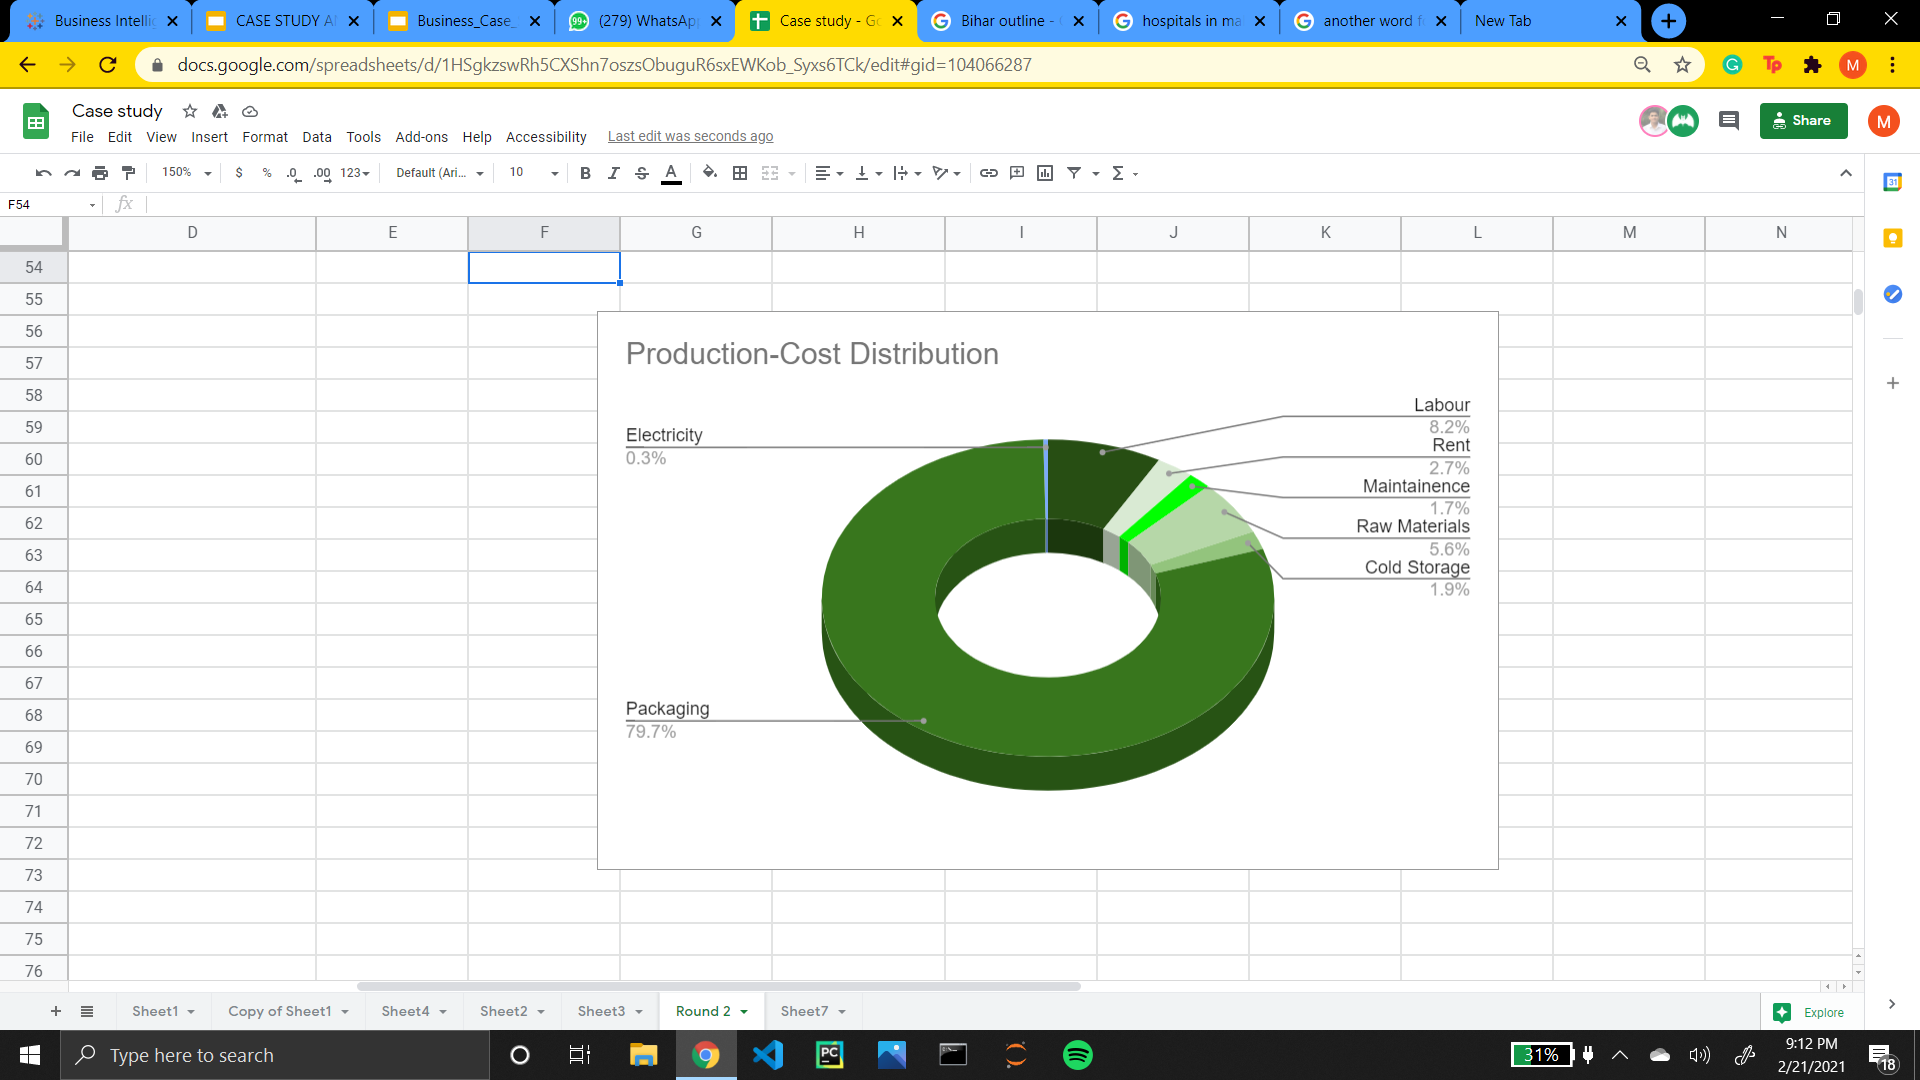 Business Intellig
CASE STUDY A
Business_Case_
(279) WhatsApp
Case study - Go
Bihar outline - G
hospitals in ma
another word f
New Tab
docs.google.com/spreadsheets/d/1HSgkzswRh5CXShn7oszsObuguR6sxEWKob_Syxs6TCk/edit#gid=104066287
Case study
File Edit View Insert Format Data Tools Add-ons Help Accessibility Last edit was seconds ago
Share
M
150% $ % .0 .00 123 Default (Ari... 10 B I S A
F54 fx
D E F G H I J K L M N
54
55
56
57
58
59
60
61
62
63
64
65
66
67
68
69
70
71
72
73
74
75
76
Production-Cost Distribution
Electricity
0.3%
Packaging
79.7%
Labour
8.2%
Rent
2.7%
Maintainence
1.7%
Raw Materials
5.6%
Cold Storage
1.9%
Sheet1 Copy of Sheet1 Sheet4 Sheet2 Sheet3 Round 2 Sheet7
Explore
Type here to search
31%
9:12 PM
2/21/2021
18